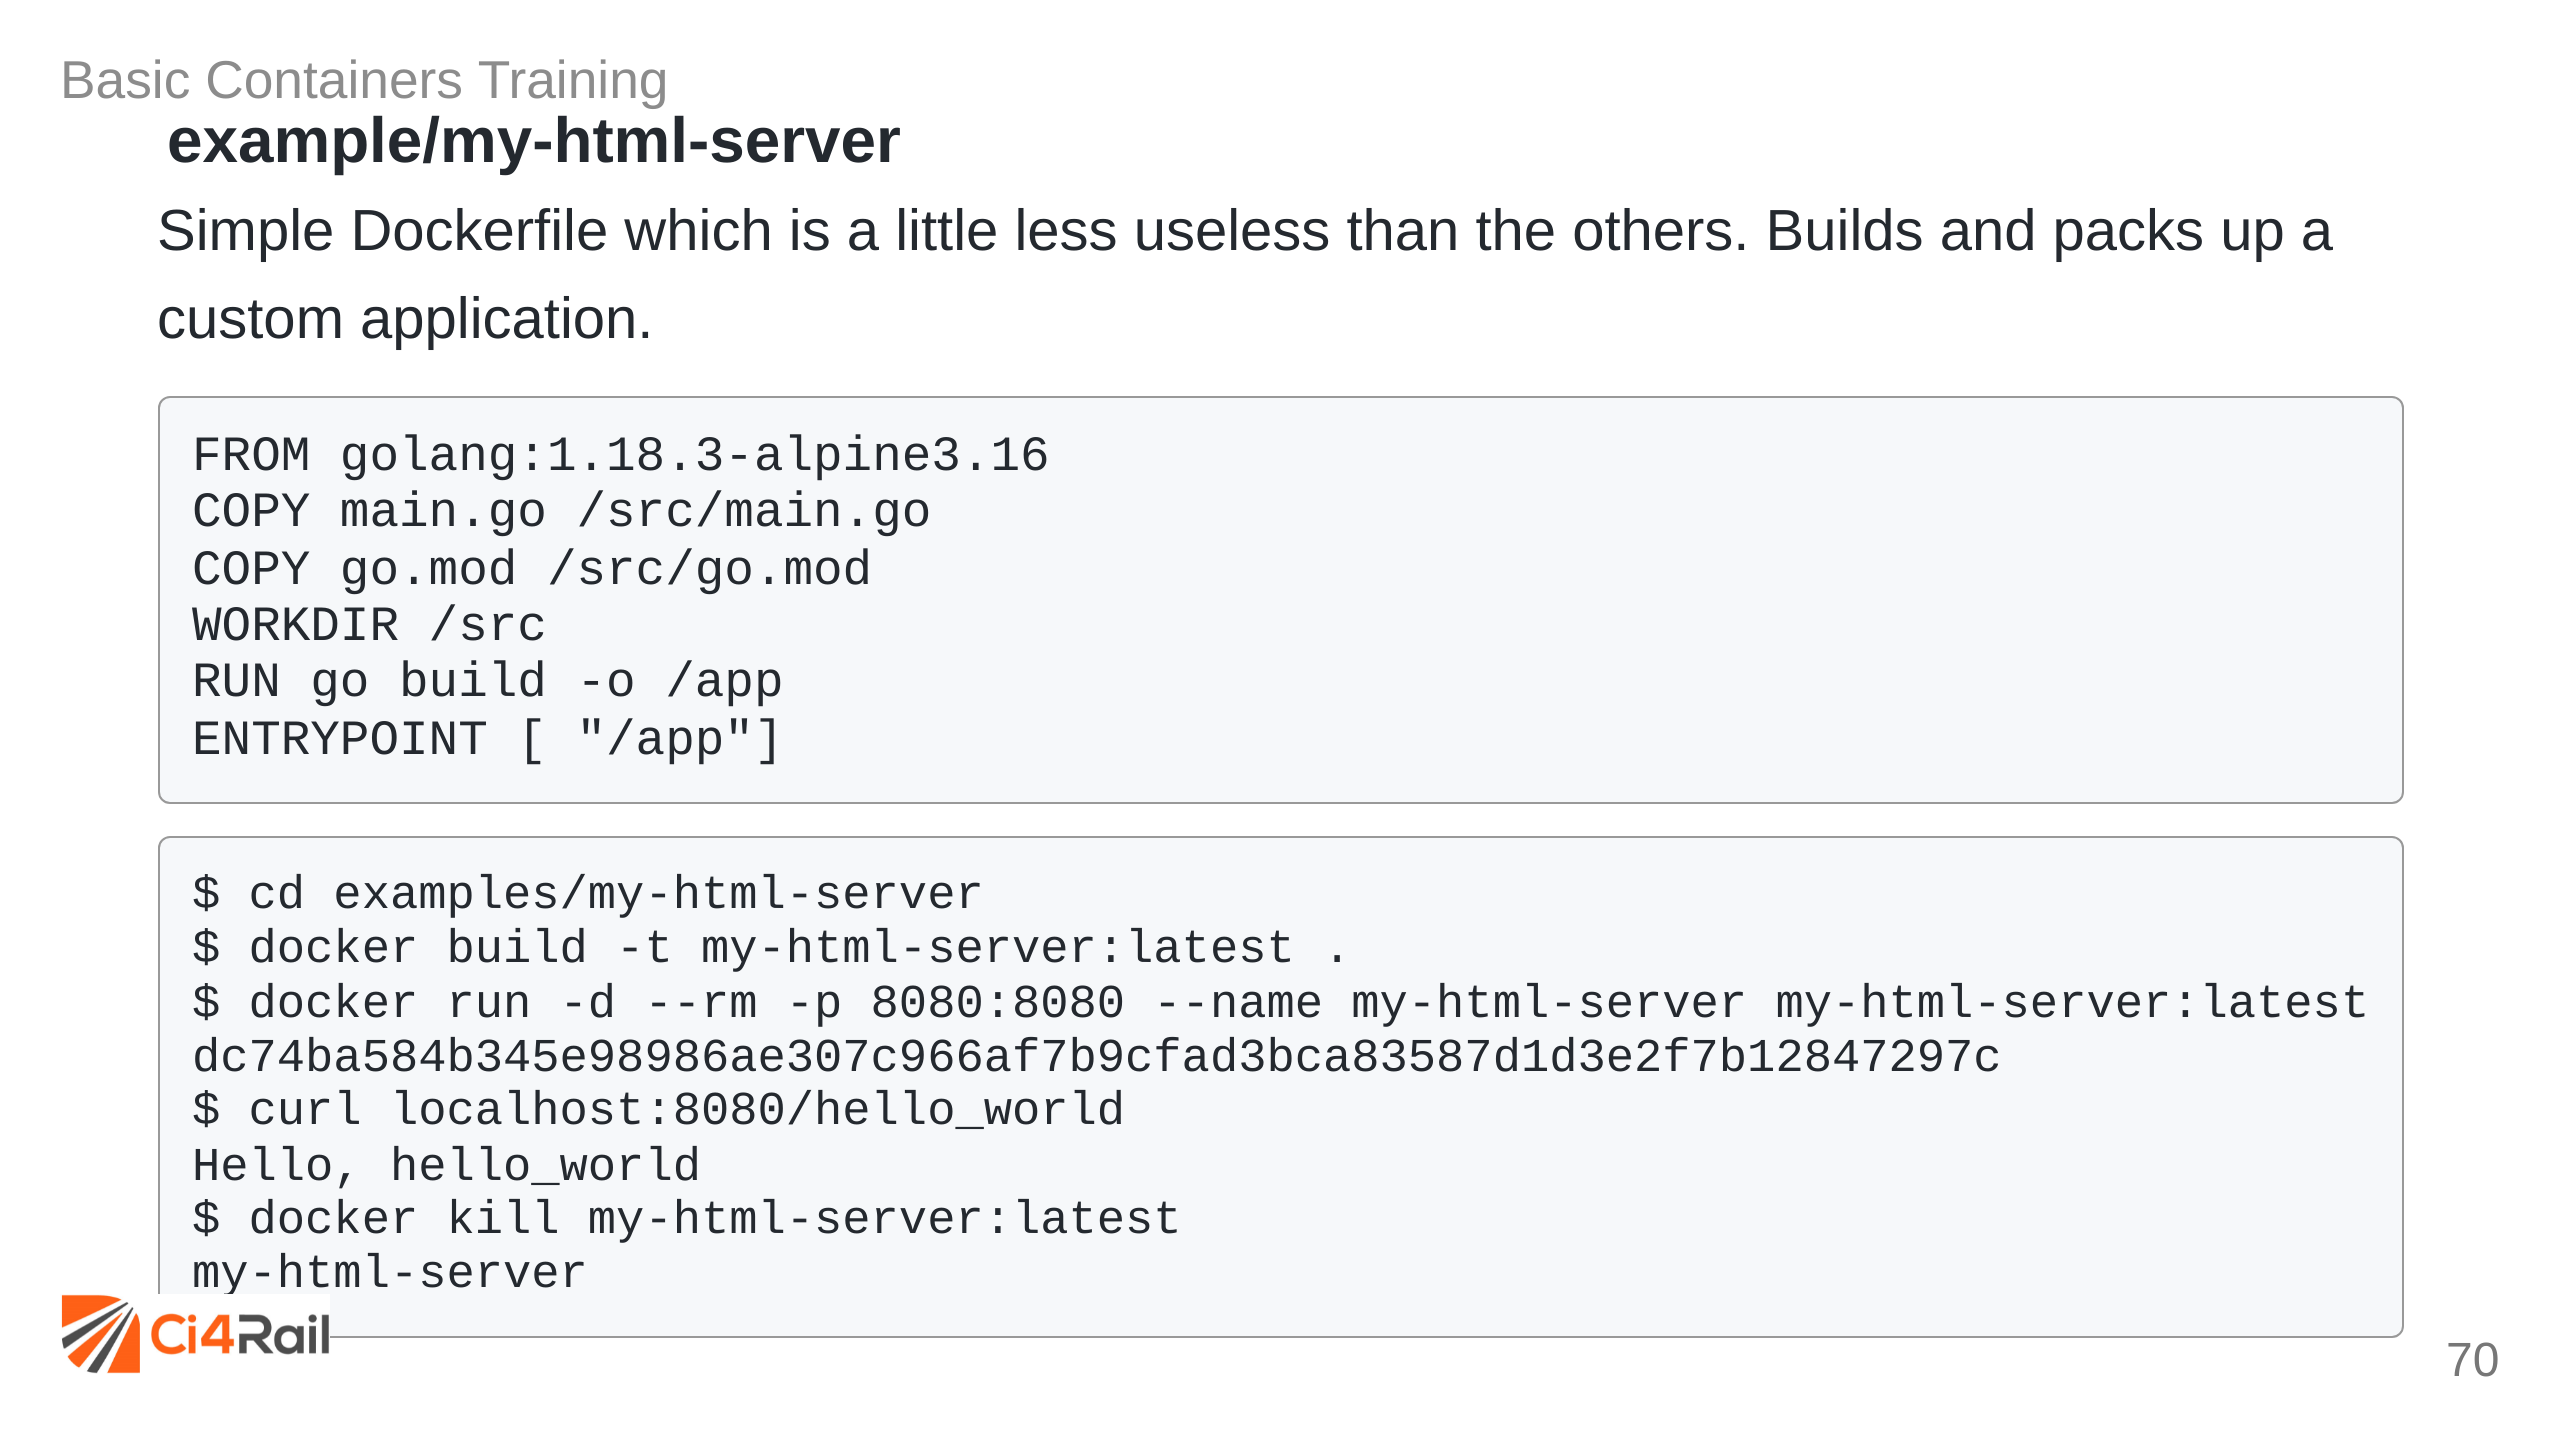 Basic Containers Training
example/my-html-server
Simple Dockerfile which is a little less useless than the others. Builds and packs up a
custom application.
FROM golang:1.18.3-alpine3.16
COPY main.go /src/main.go
COPY go.mod /src/go.mod
WORKDIR /src
RUN go build -o /app
ENTRYPOINT [ "/app"]
$ cd examples/my-html-server
$ docker build -t my-html-server:latest .
$ docker run -d --rm -p 8080:8080 --name my-html-server my-html-server:latest
dc74ba584b345e98986ae307c966af7b9cfad3bca83587d1d3e2f7b12847297c
$ curl localhost:8080/hello_world
Hello, hello_world
$ docker kill my-html-server:latest
my-html-server
Ci4Rail
70